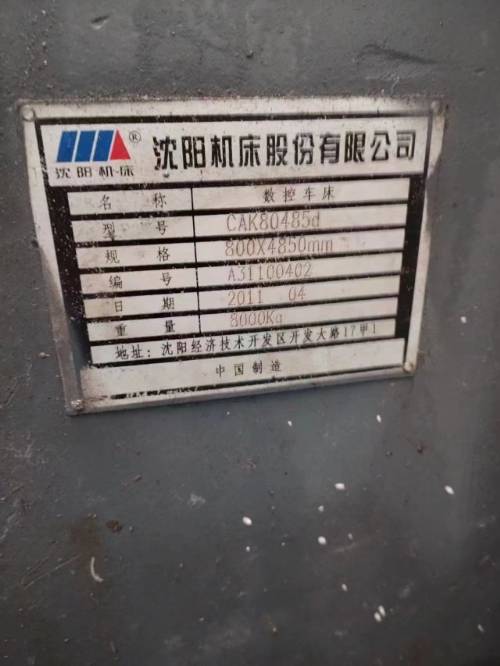 沈阳机床股份有限公司
®
沈阳机床
名 称 数控车床
型 号 CAK80485d
规 格 800X4850mm
编 号 A31100402
日 期 2011 04
重 量 8000Kg
地址: 沈阳经济技术开发区开发大路17甲1
中国制造